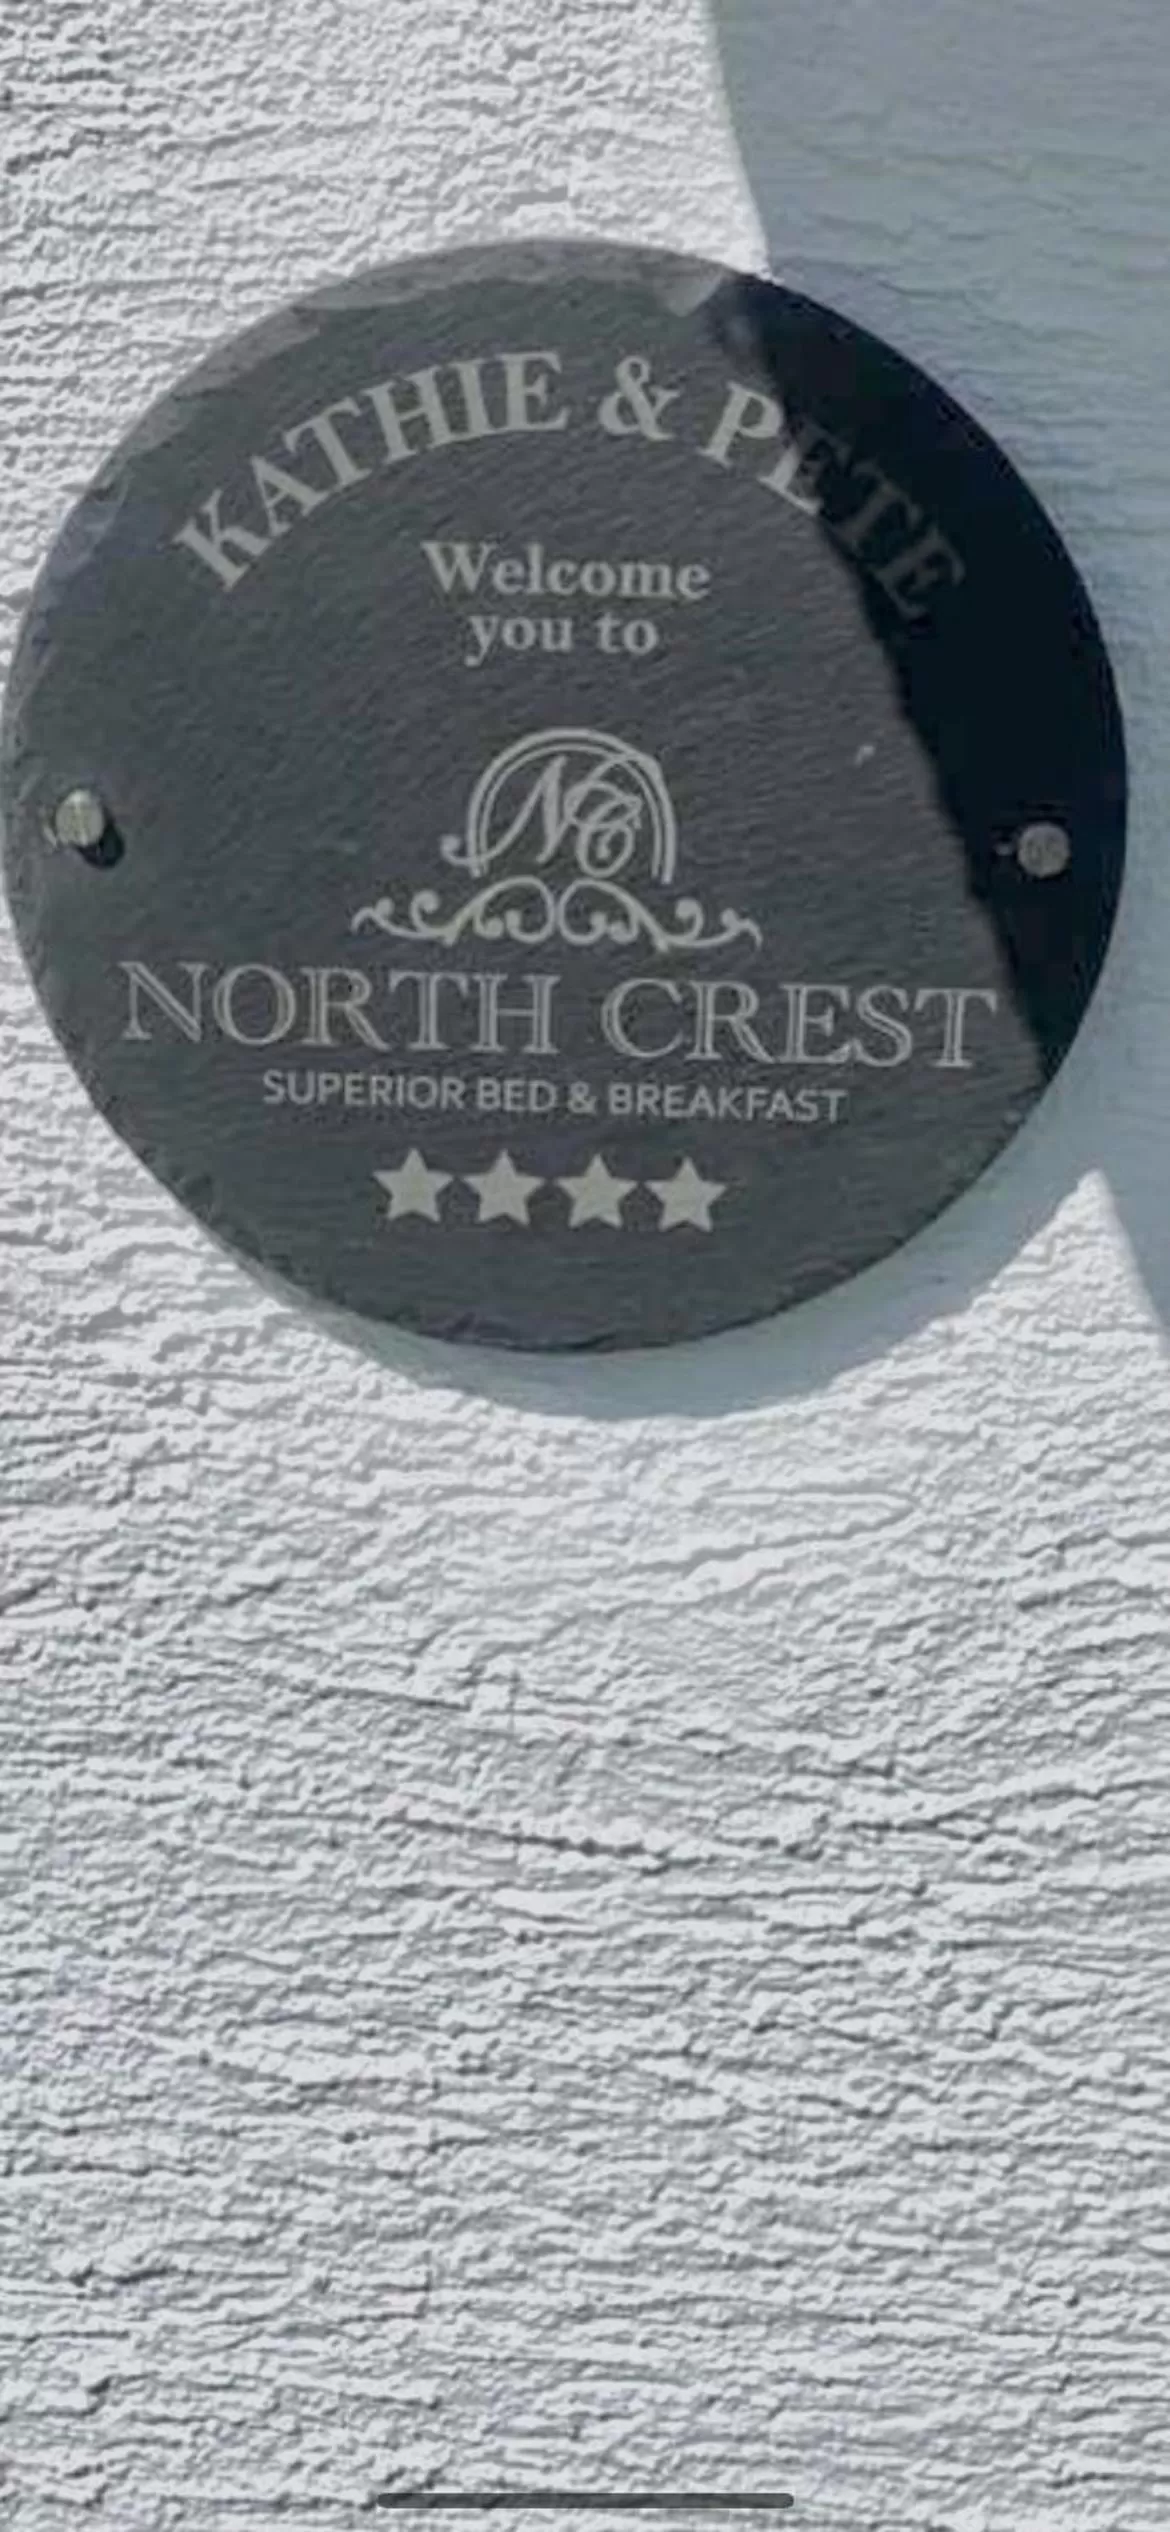 KATHIE & PETE
Welcome
you to
NC
NORTH CREST
SUPERIOR BED & BREAKFAST